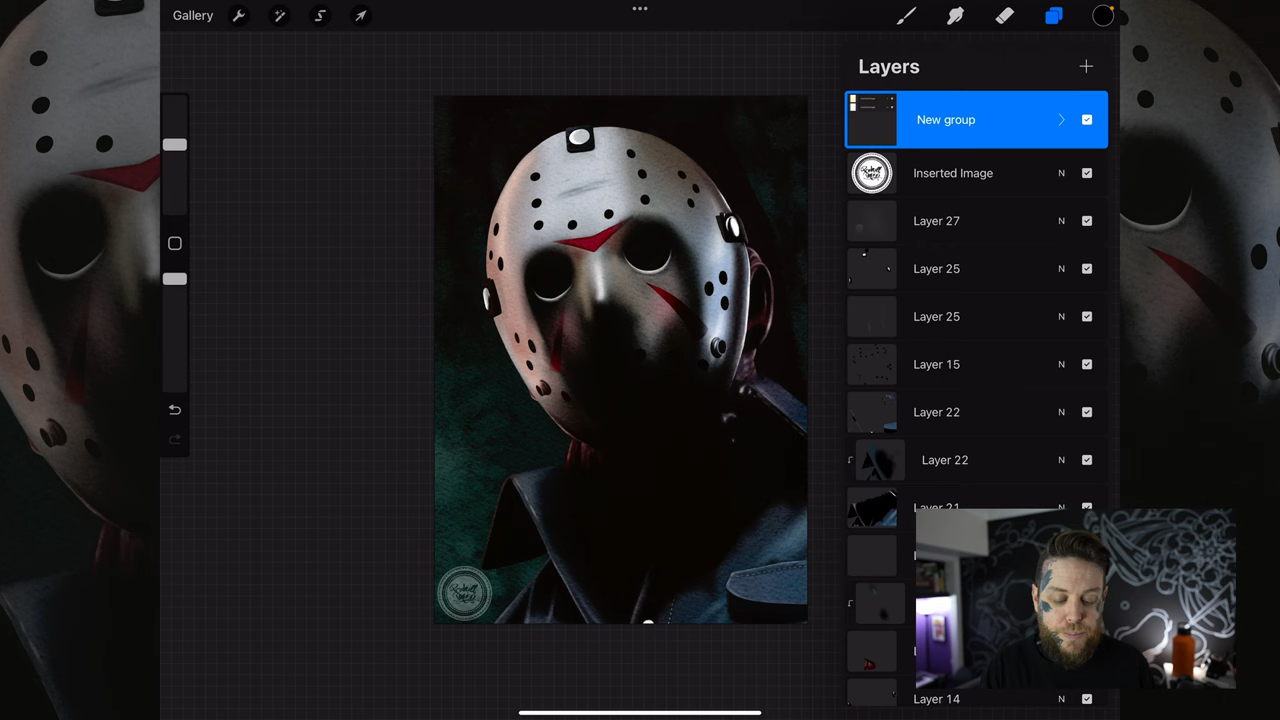 Gallery
Layers
New group
Inserted Image N
Layer 27 N
Layer 25 N
Layer 25 N
Layer 15 N
Layer 22 N
Layer 22 N
Layer 21 N
Layer 14 N